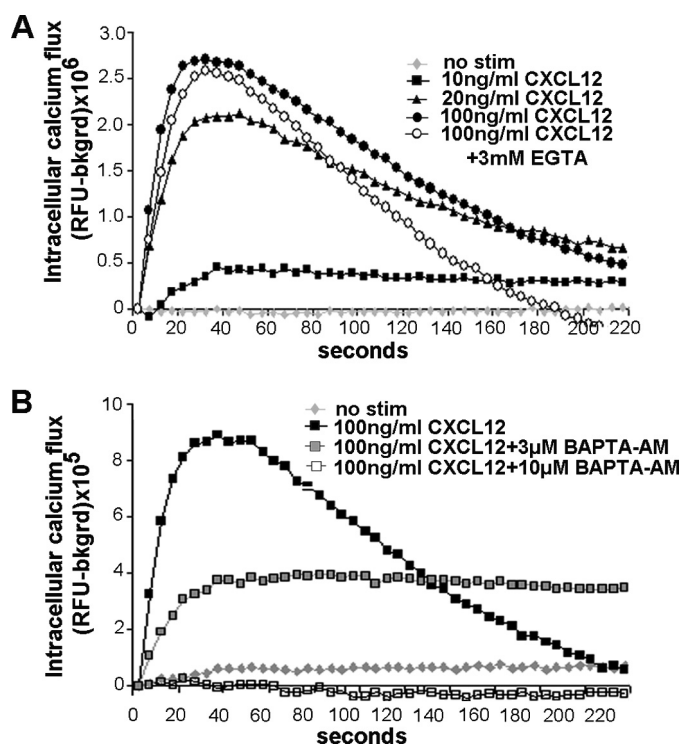 A
Intracellular calcium flux
(RFU-bkgrd)x10⁶
3.0
2.5
2.0
1.5
1.0
0.5
0
no stim
10ng/ml CXCL12
20ng/ml CXCL12
100ng/ml CXCL12
100ng/ml CXCL12
+3mM EGTA
0 20 40 60 80 100 120 140 160 180 200 220
seconds
B
Intracellular calcium flux
(RFU-bkgrd)x10⁵
10
8
6
4
2
0
no stim
100ng/ml CXCL12
100ng/ml CXCL12+3µM BAPTA-AM
100ng/ml CXCL12+10µM BAPTA-AM
0 20 40 60 80 100 120 140 160 180 200 220
seconds